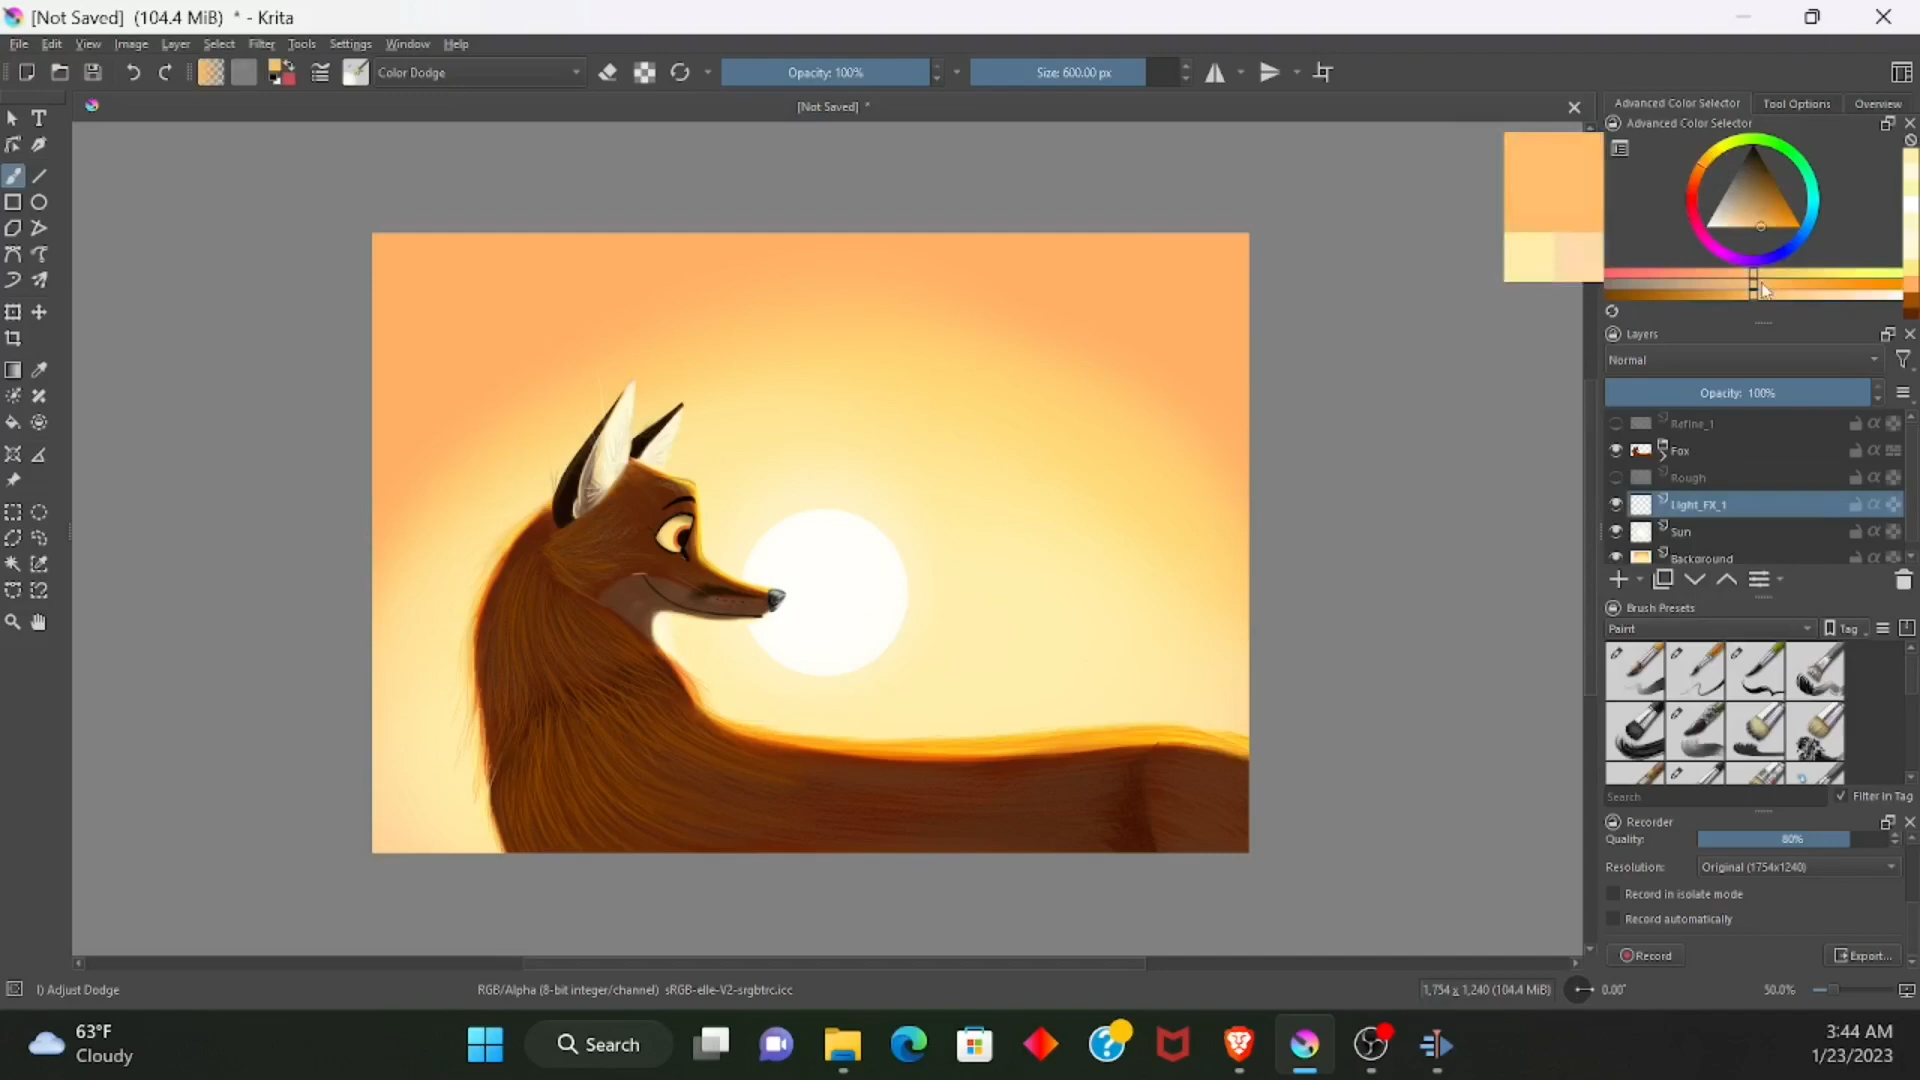 [Not Saved] (104.4 MiB) * - Krita
File Edit View Image Layer Select Filter Tools Settings Window Help
Color Dodge
Opacity: 100%
Size: 600.00 px
[Not Saved] *
Advanced Color Selector
Tool Options
Overview
Advanced Color Selector
Layers
Normal
Opacity: 100%
Refine_1
Fox
Rough
Light_FX_1
Sun
Background
Brush Presets
Paint
Tag
Search
Filter in Tag
Recorder
Quality:
80%
Resolution:
Original (1754x1240)
Record in isolate mode
Record automatically
Record
Export...
I) Adjust Dodge
RGB/Alpha (8-bit integer/channel) sRGB-elle-V2-srgbtrc.icc
1,754 x 1,240 (104.4 MiB)
0.00°
50.0%
63°F
Cloudy
Search
3:44 AM
1/23/2023